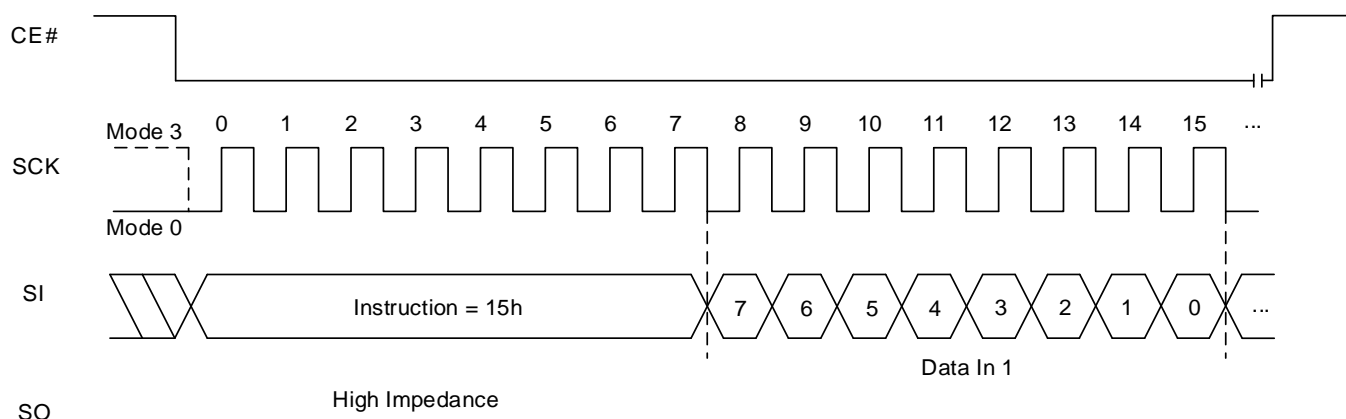 CE#
Mode 3 0 1 2 3 4 5 6 7 8 9 10 11 12 13 14 15 ...
SCK
Mode 0
SI Instruction = 15h 7 6 5 4 3 2 1 0 ...
Data In 1
High Impedance
SO